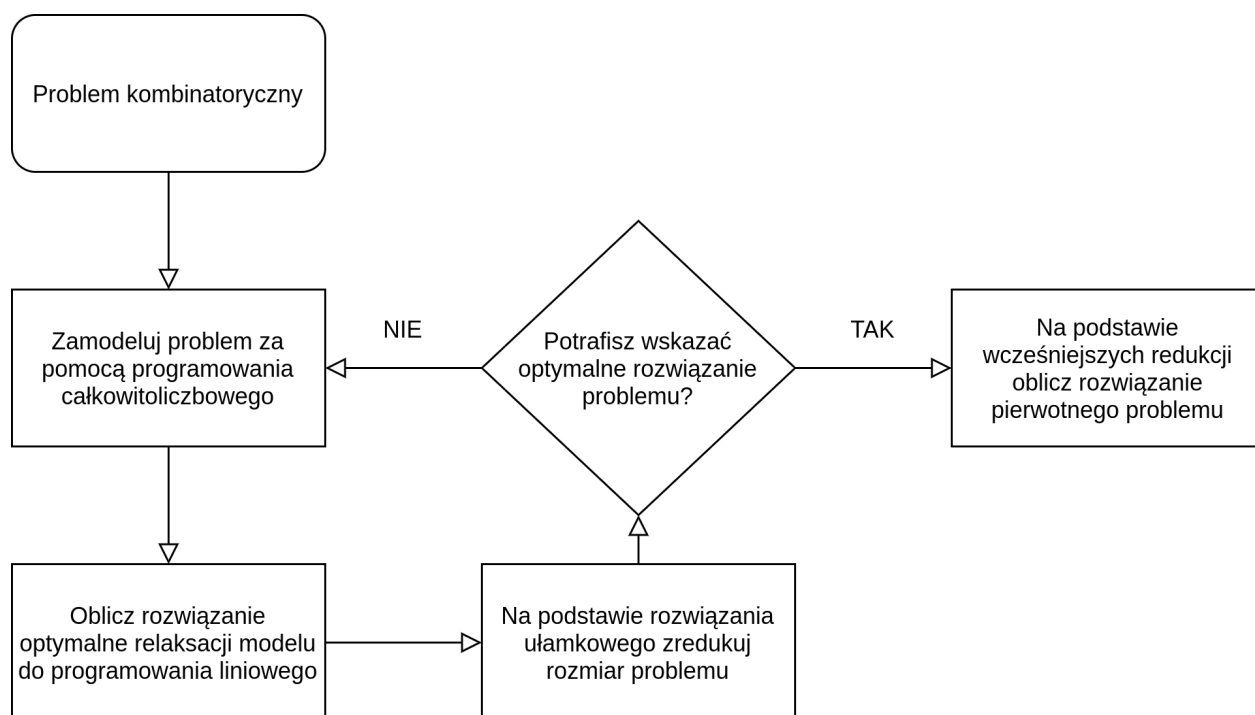 Problem kombinatoryczny
Zamodeluj problem za
pomocą programowania
całkowitoliczbowego
NIE
Potrafisz wskazać
optymalne rozwiązanie
problemu?
TAK
Na podstawie
wcześniejszych redukcji
oblicz rozwiązanie
pierwotnego problemu
Oblicz rozwiązanie
optymalne relaksacji modelu
do programowania liniowego
Na podstawie rozwiązania
ułamkowego zredukuj
rozmiar problemu